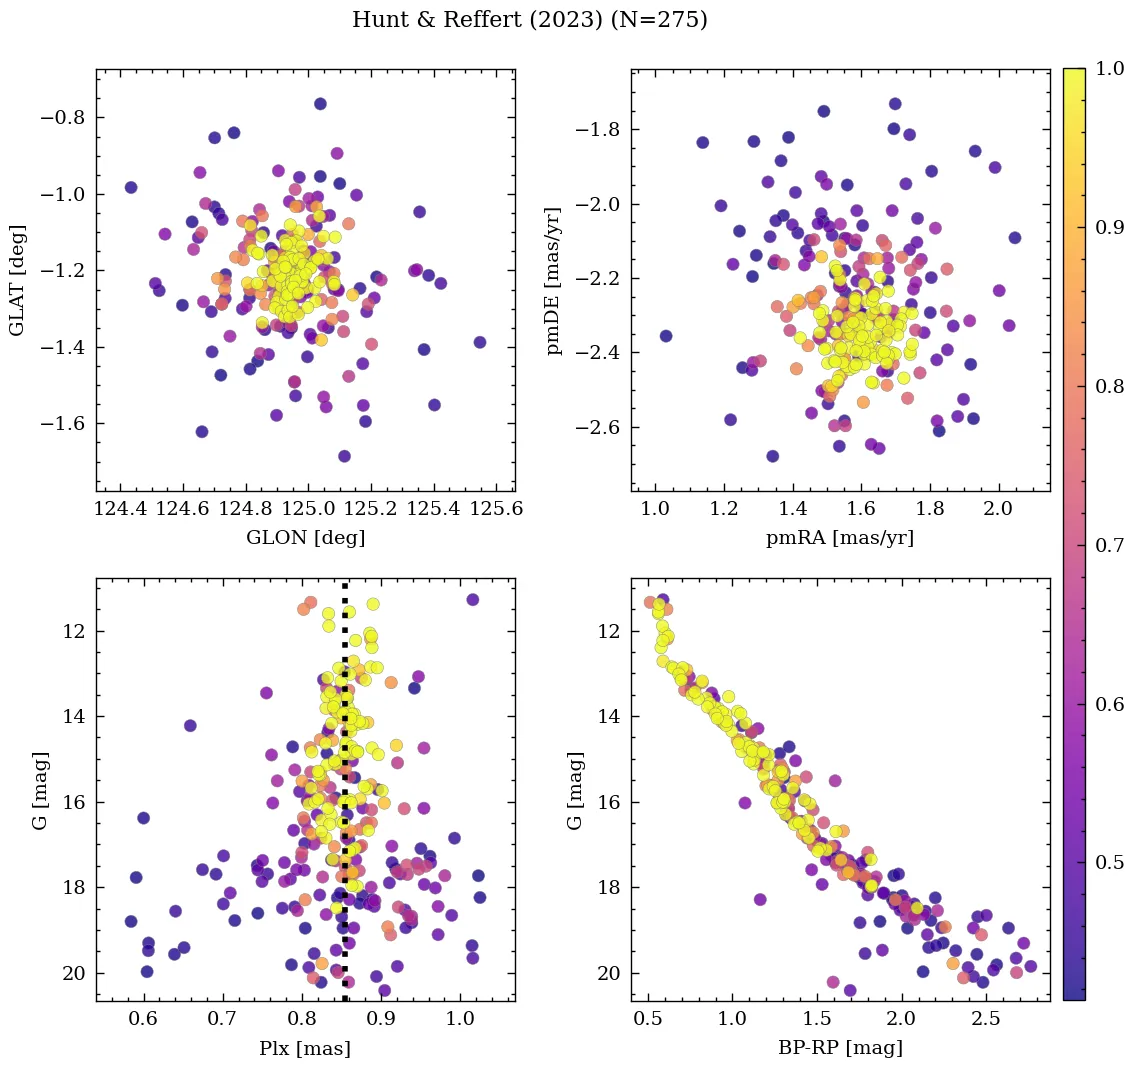 Hunt & Reffert (2023) (N=275)
−0.8
−1.0
−1.2
−1.4
−1.6
GLAT [deg]
124.4 124.6 124.8 125.0 125.2 125.4 125.6
GLON [deg]
−1.8
−2.0
−2.2
−2.4
−2.6
pmDE [mas/yr]
1.0 1.2 1.4 1.6 1.8 2.0
pmRA [mas/yr]
1.0
0.9
0.8
0.7
0.6
0.5
12
14
16
18
20
G [mag]
0.6 0.7 0.8 0.9 1.0
Plx [mas]
12
14
16
18
20
G [mag]
0.5 1.0 1.5 2.0 2.5
BP-RP [mag]